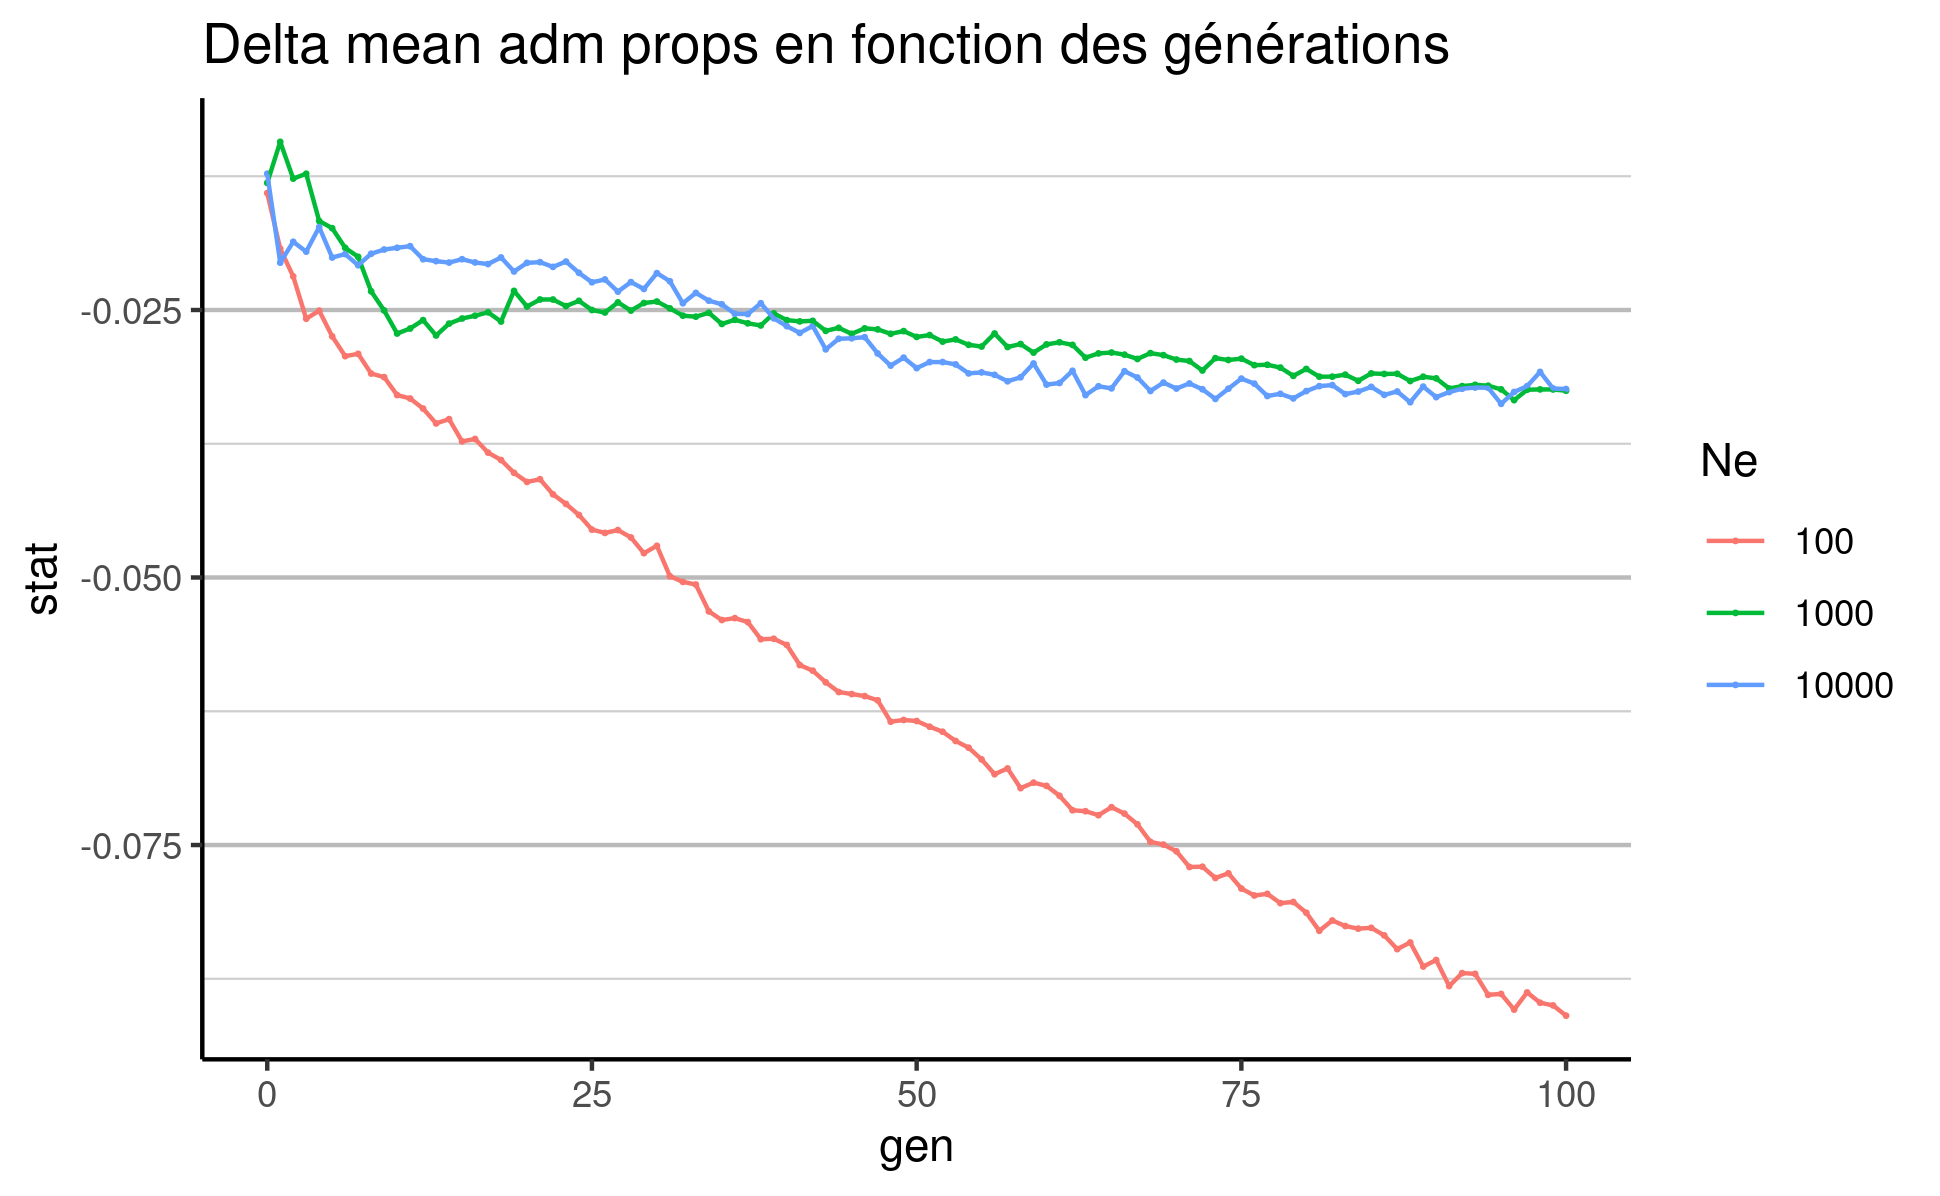 Delta mean adm props en fonction des générations
stat
-0.025
-0.050
-0.075
0 25 50 75 100
gen
Ne
100
1000
10000